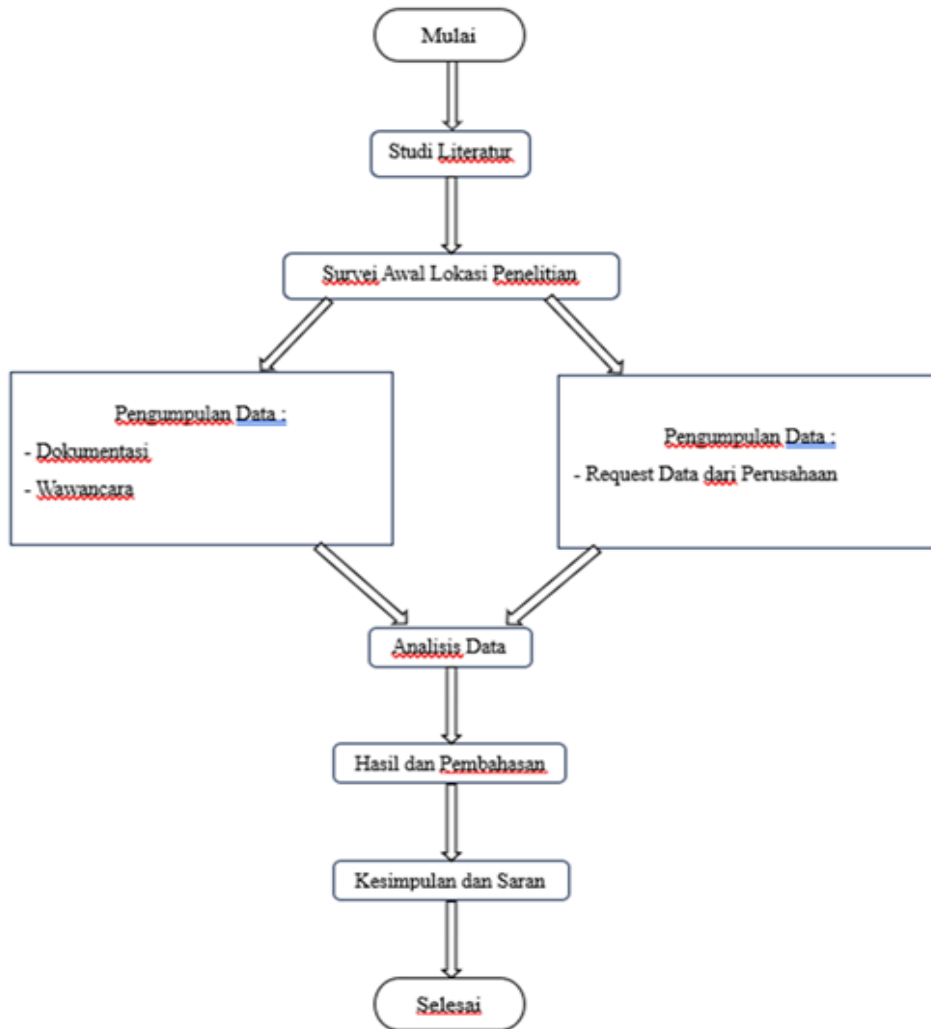 Mulai
Studi Literatur
Survei Awal Lokasi Penelitian
Pengumpulan Data :
- Dokumentasi
- Wawancara
Pengumpulan Data :
- Request Data dari Perusahaan
Analisis Data
Hasil dan Pembahasan
Kesimpulan dan Saran
Selesai